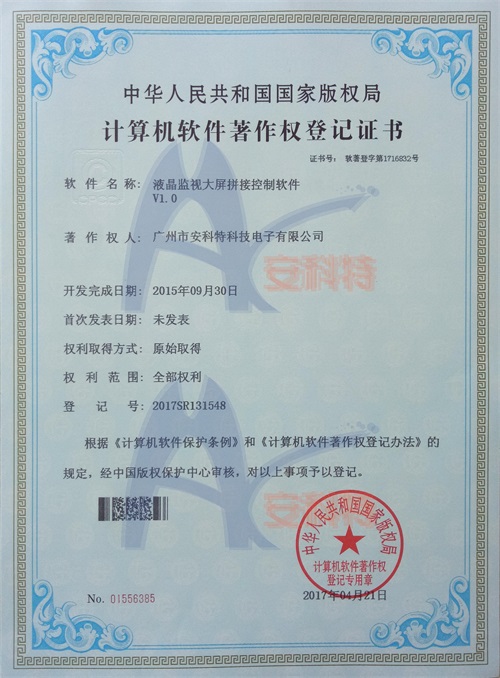 中华人民共和国国家版权局
计算机软件著作权登记证书
证书号： 软著登字第1716832号
软件名称： 液晶监视大屏拼接控制软件
V1.0
著作权人： 广州市安科特科技电子有限公司
安科特
开发完成日期： 2015年09月30日
首次发表日期： 未发表
权利取得方式： 原始取得
权利范围： 全部权利
登记号： 2017SR131548
根据《计算机软件保护条例》和《计算机软件著作权登记办法》的
规定，经中国版权保护中心审核，对以上事项予以登记。
安科特
中华人民共和国国家版权局
计算机软件著作权
登记专用章
2017年04月21日
No. 01556385